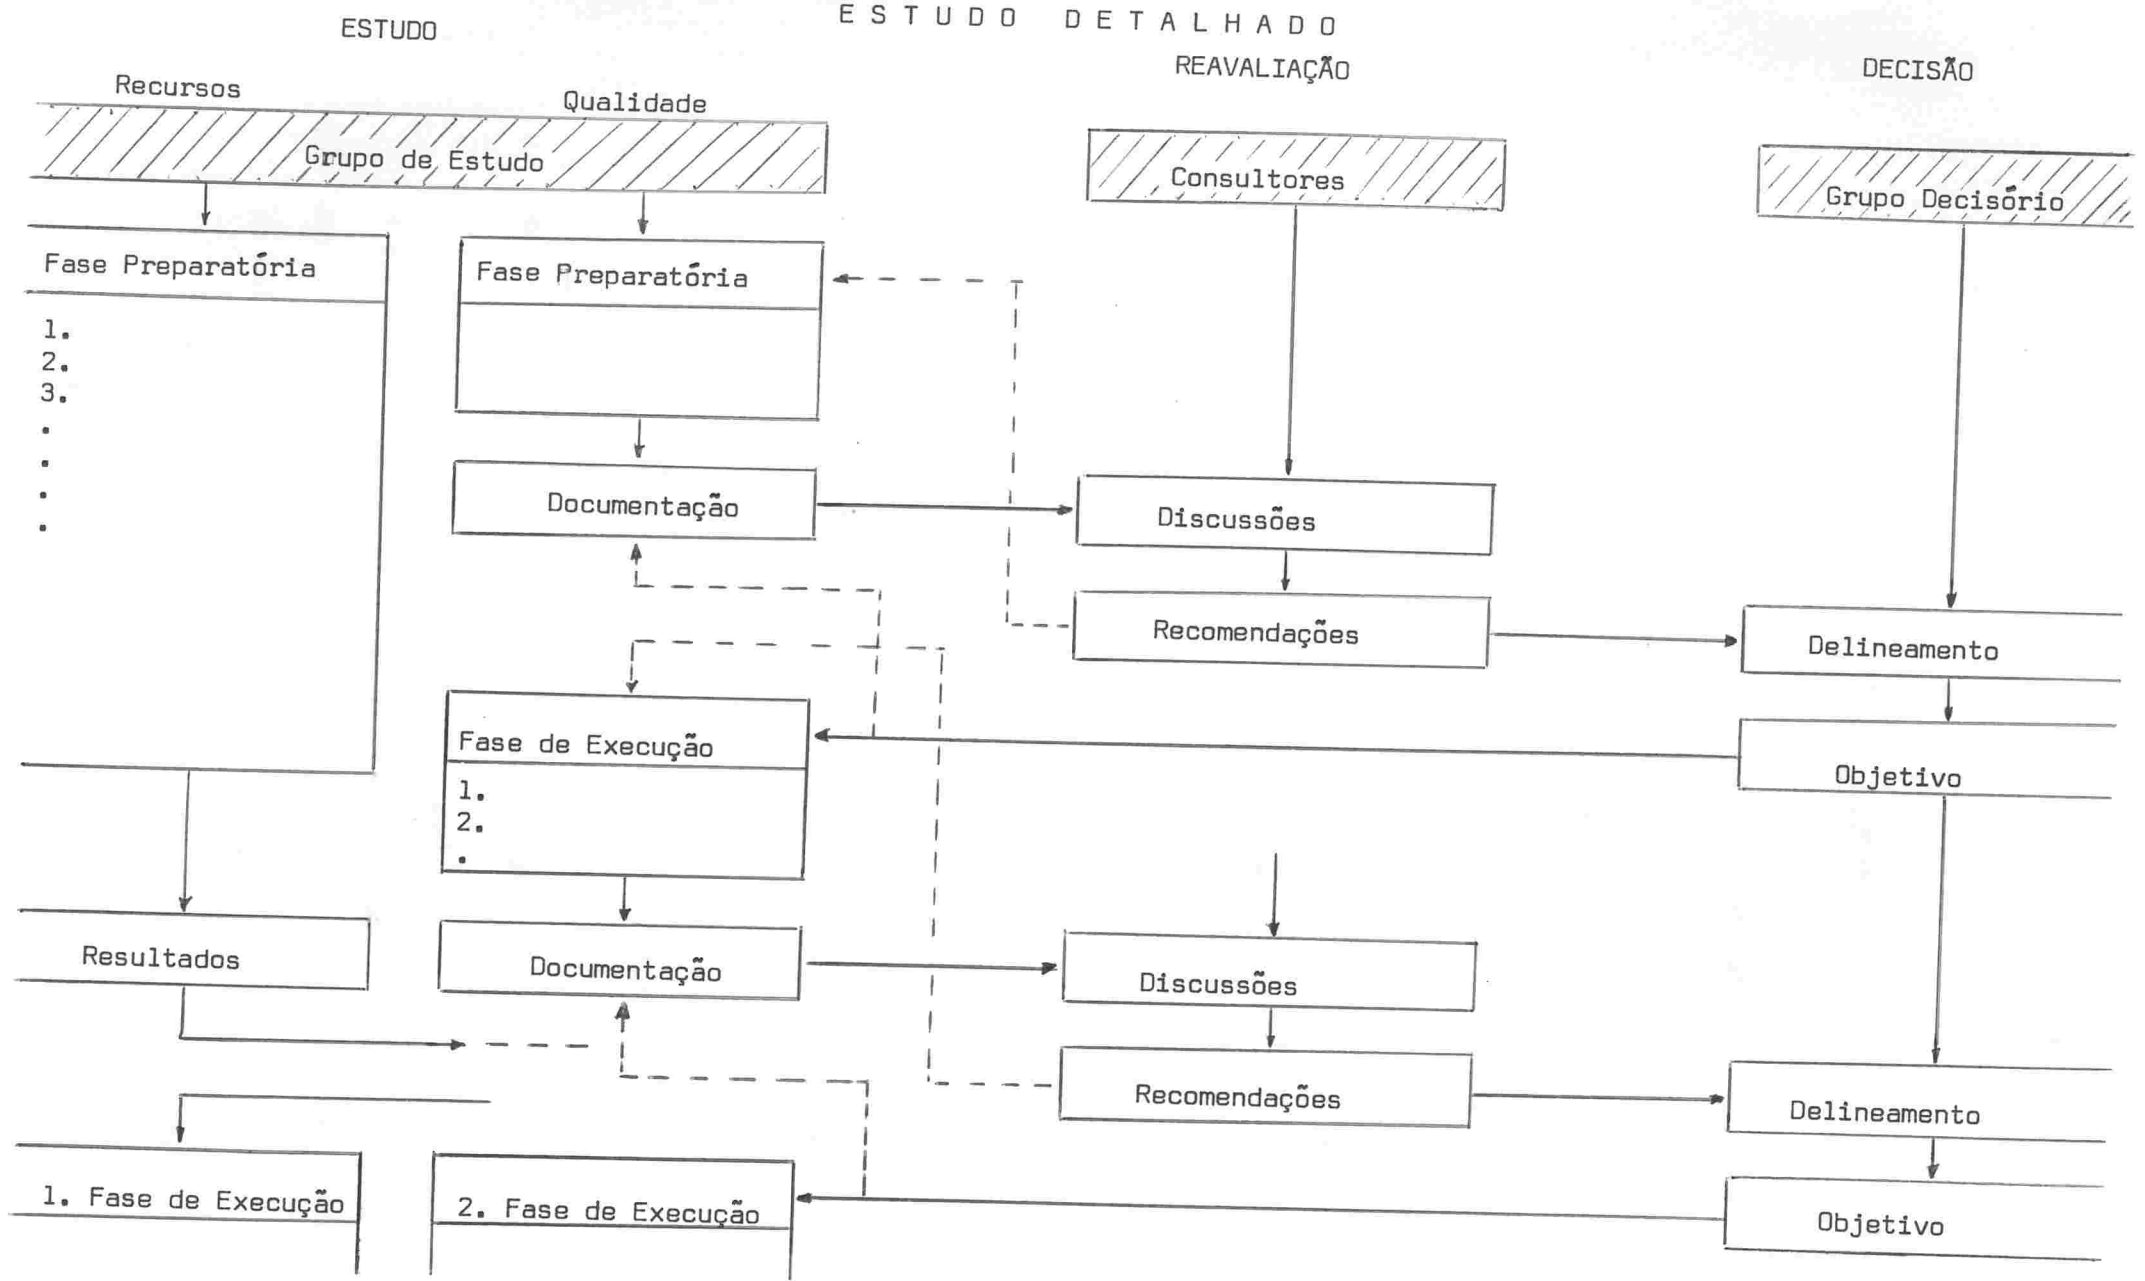 ESTUDO DETALHADO
ESTUDO
REAVALIAÇÃO
DECISÃO
Recursos
Qualidade
Grupo de Estudo
Consultores
Grupo Decisório
Fase Preparatória
1.
2.
3.
.
.
.
.
Fase Preparatória
Documentação
Discussões
Recomendações
Delineamento
Objetivo
Fase de Execução
1.
2.
.
Resultados
Documentação
Discussões
Recomendações
Delineamento
Objetivo
1. Fase de Execução
2. Fase de Execução